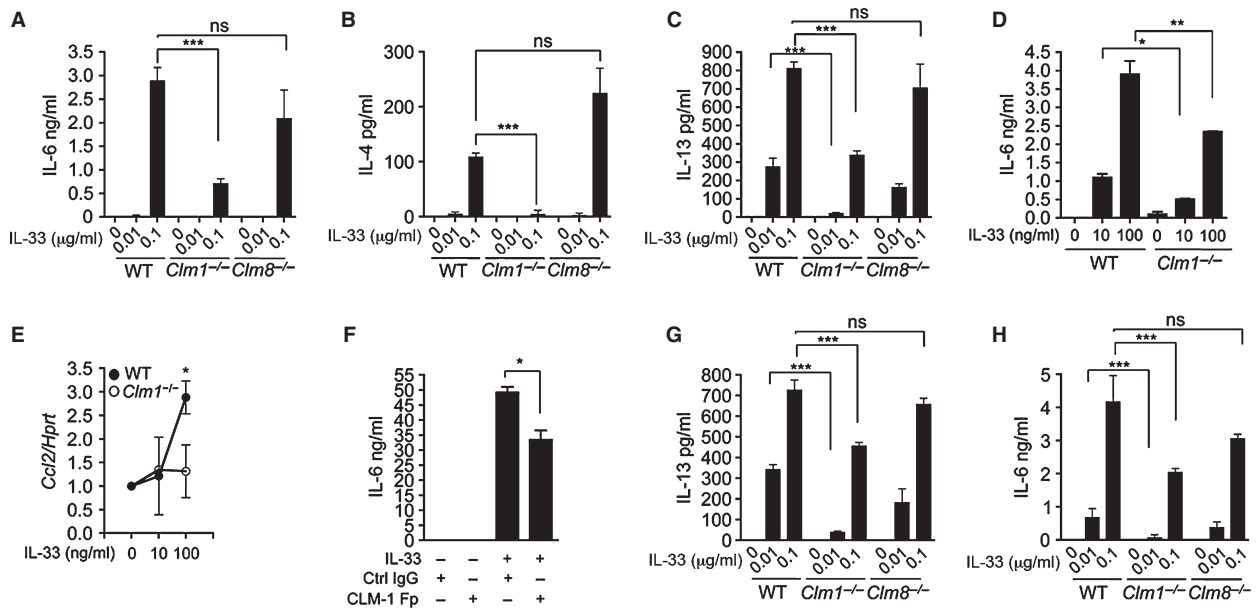 A
ns
***
IL-6 ng/ml
3.5
3.0
2.5
2.0
1.5
1.0
0.5
0
IL-33 (μg/ml)
0 0.01 0.1 0 0.01 0.1 0 0.01 0.1
WT Clm1–/– Clm8–/–
B
ns
***
IL-4 pg/ml
300
200
100
0
IL-33 (μg/ml)
0 0.01 0.1 0 0.01 0.1 0 0.01 0.1
WT Clm1–/– Clm8–/–
C
ns
***
***
IL-13 pg/ml
900
800
700
600
500
400
300
200
100
0
IL-33 (μg/ml)
0 0.01 0.1 0 0.01 0.1 0 0.01 0.1
WT Clm1–/– Clm8–/–
D
**
*
IL-6 ng/ml
4.5
4.0
3.5
3.0
2.5
2.0
1.5
1.0
0.5
0.0
IL-33 (ng/ml) 0 10 100 0 10 100
WT Clm1–/–
E
Ccl2/Hprt
3.5
3.0
2.5
2.0
1.5
1.0
0.5
0.0
WT
Clm1–/–
*
IL-33 (ng/ml) 0 10 100
F
*
IL-6 ng/ml
55
50
45
40
35
30
25
20
15
10
5
0
IL-33 – – + +
Ctrl IgG + – + –
CLM-1 Fp – + – +
G
ns
***
***
IL-13 pg/ml
800
700
600
500
400
300
200
100
0
IL-33 (μg/ml)
0 0.01 0.1 0 0.01 0.1 0 0.01 0.1
WT Clm1–/– Clm8–/–
H
ns
***
***
IL-6 ng/ml
5
4
3
2
1
0
IL-33 (μg/ml)
0 0.01 0.1 0 0.01 0.1 0 0.01 0.1
WT Clm1–/– Clm8–/–